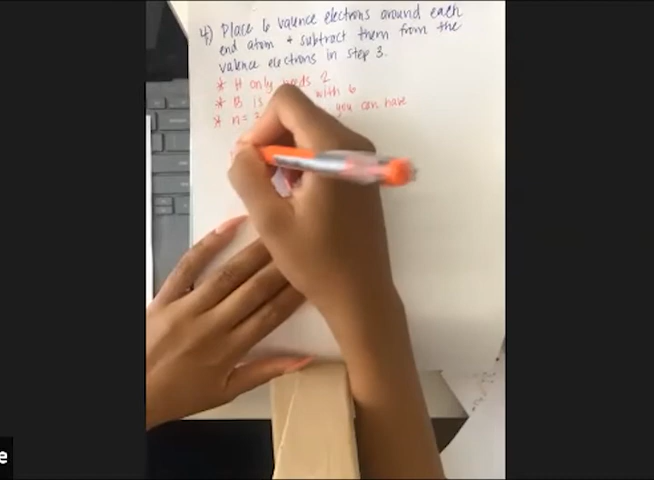 4) Place 6 valence electrons around each
end atom + subtract them from the
valence electrons in step 3.
* H only needs 2
* B is with 6
* n= you can have
e